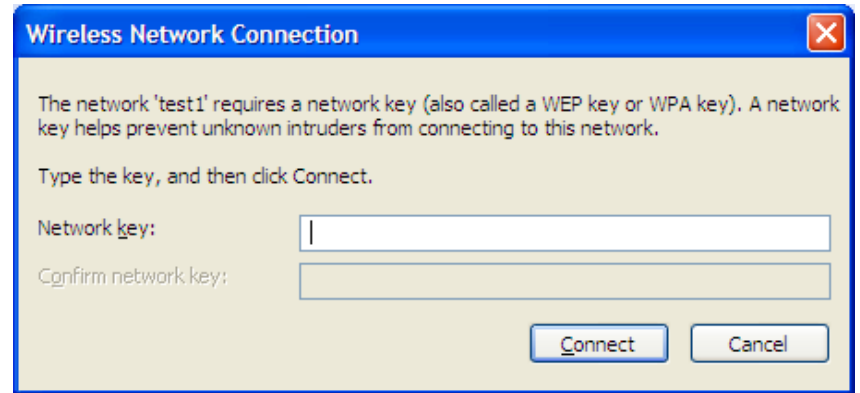 Wireless Network Connection
The network 'test1' requires a network key (also called a WEP key or WPA key). A network
key helps prevent unknown intruders from connecting to this network.
Type the key, and then click Connect.
Network key:
Confirm network key:
Connect Cancel